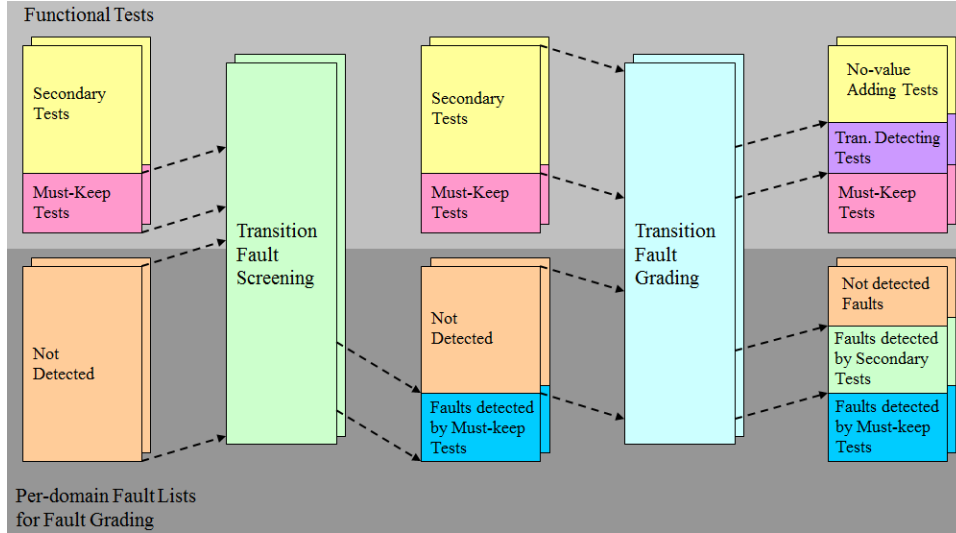 Functional Tests
Secondary
Tests
Must-Keep
Tests
Transition
Fault
Screening
Secondary
Tests
Must-Keep
Tests
Transition
Fault
Grading
No-value
Adding Tests
Tran. Detecting
Tests
Must-Keep
Tests
Not
Detected
Not
Detected
Faults detected
by Must-keep
Tests
Not detected
Faults
Faults detected
by Secondary
Tests
Faults detected
by Must-keep
Tests
Per-domain Fault Lists
for Fault Grading